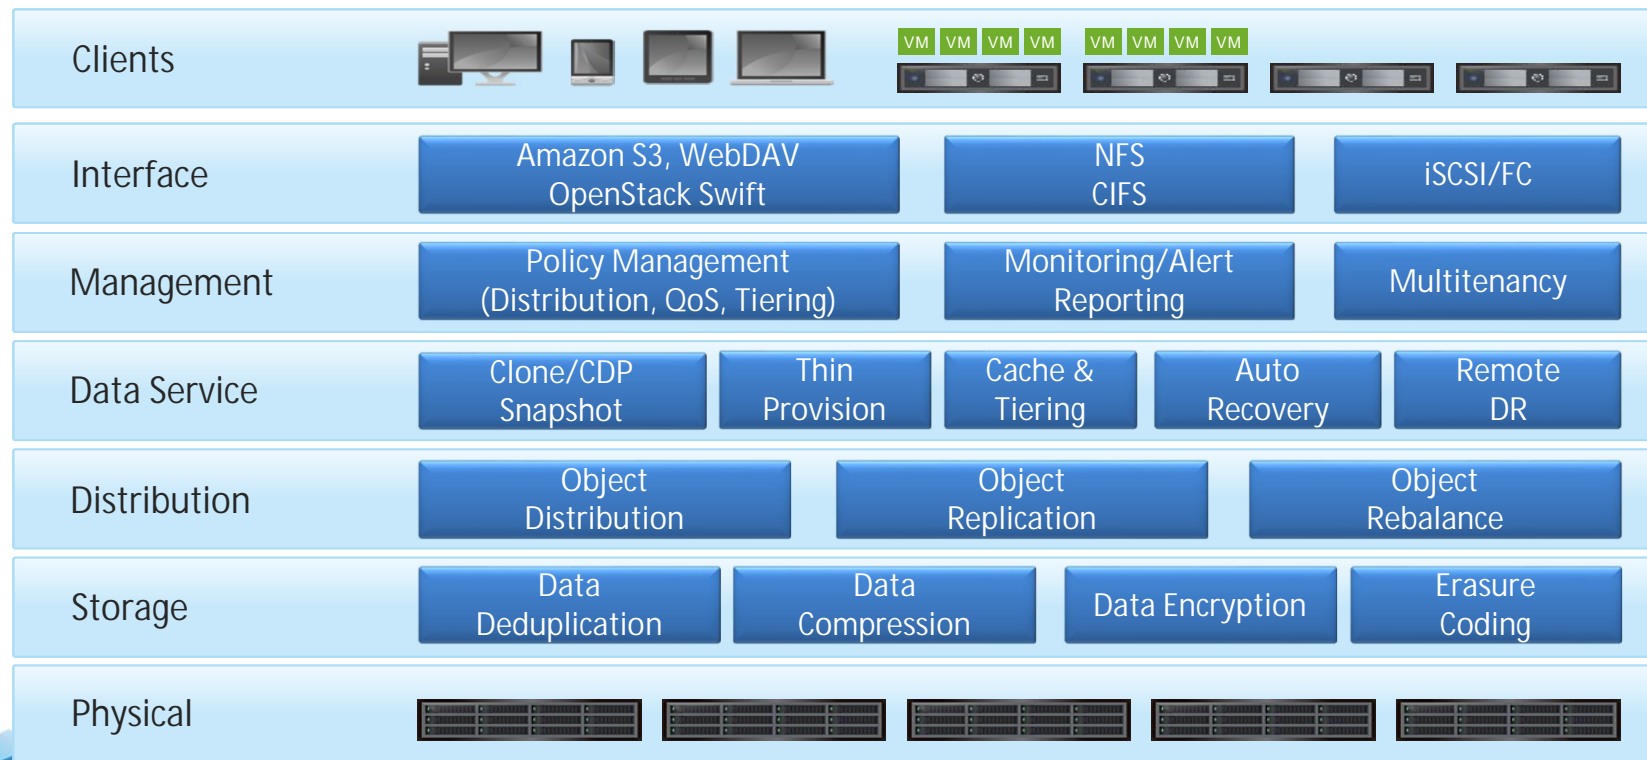 Clients
VM VM VM VM VM VM VM VM
Interface
Amazon S3, WebDAV
OpenStack Swift
NFS
CIFS
iSCSI/FC
Management
Policy Management
(Distribution, QoS, Tiering)
Monitoring/Alert
Reporting
Multitenancy
Data Service
Clone/CDP
Snapshot
Thin
Provision
Cache &
Tiering
Auto
Recovery
Remote
DR
Distribution
Object
Distribution
Object
Replication
Object
Rebalance
Storage
Data
Deduplication
Data
Compression
Data Encryption
Erasure
Coding
Physical